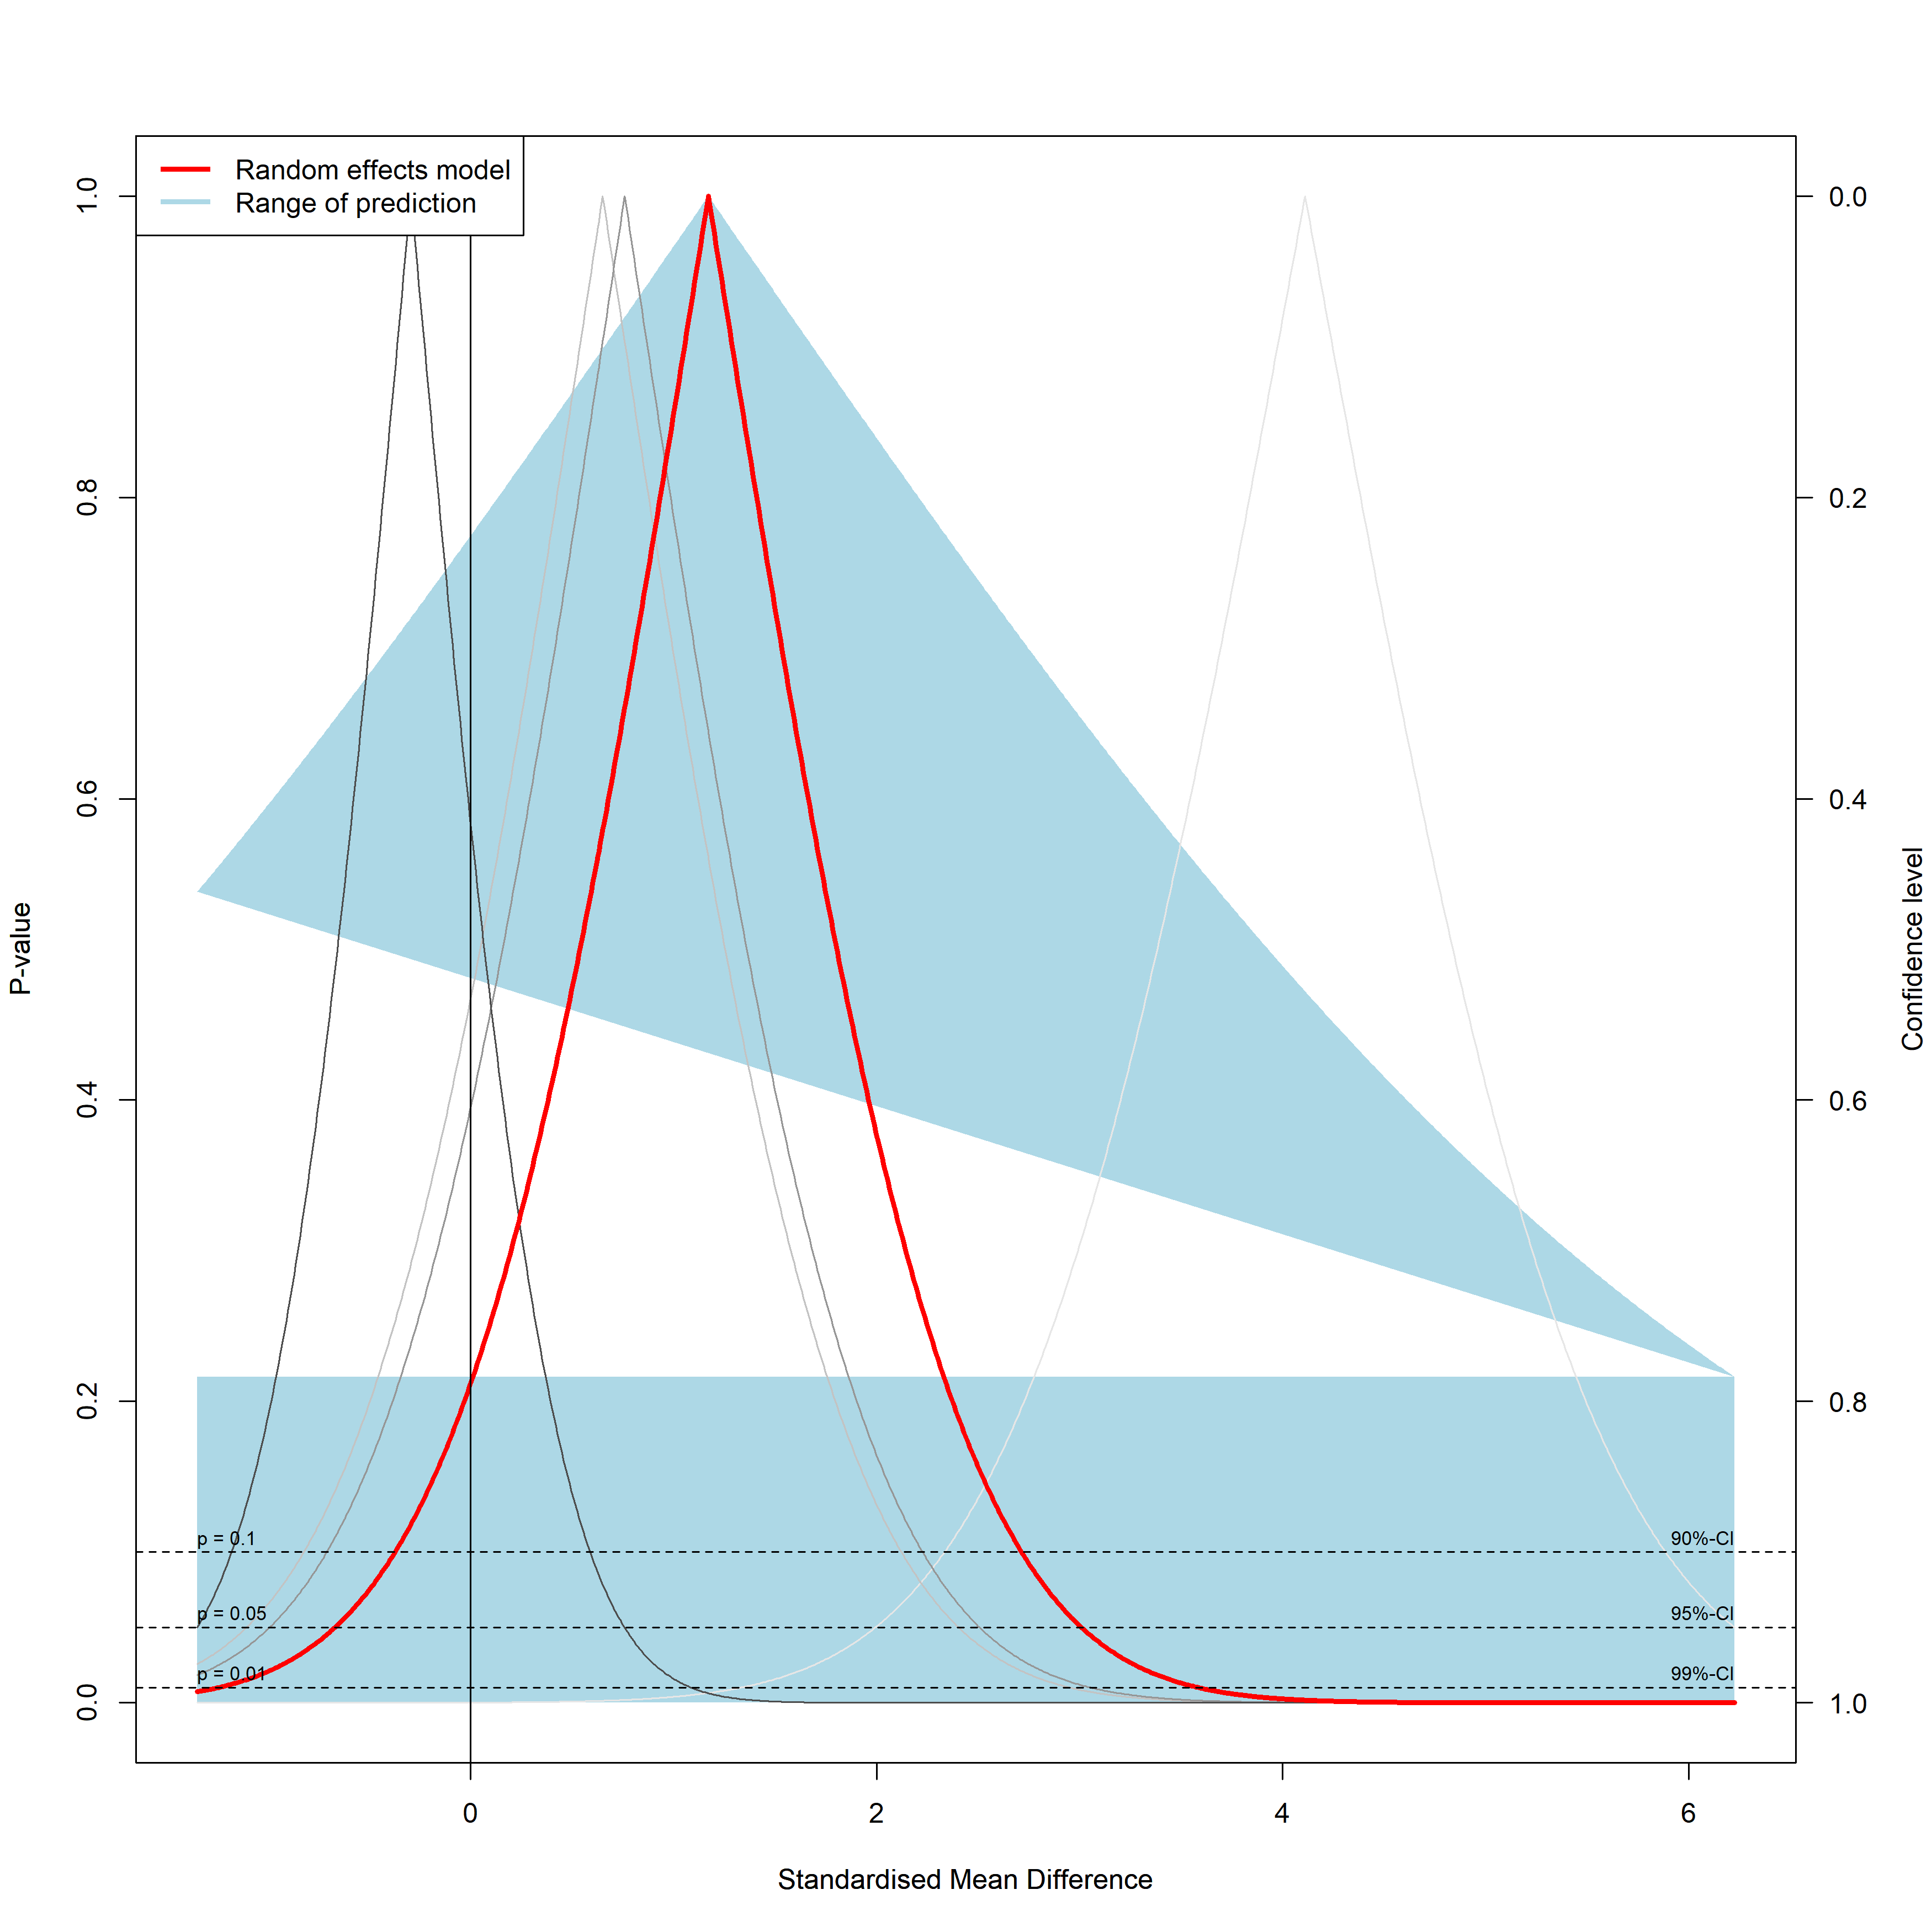 Random effects model
Range of prediction
1.0
0.8
0.6
0.4
0.2
0.0
P-value
0.0
0.2
0.4
0.6
0.8
1.0
Confidence level
p = 0.1
90%-CI
p = 0.05
95%-CI
p = 0.01
99%-CI
0
2
4
6
Standardised Mean Difference